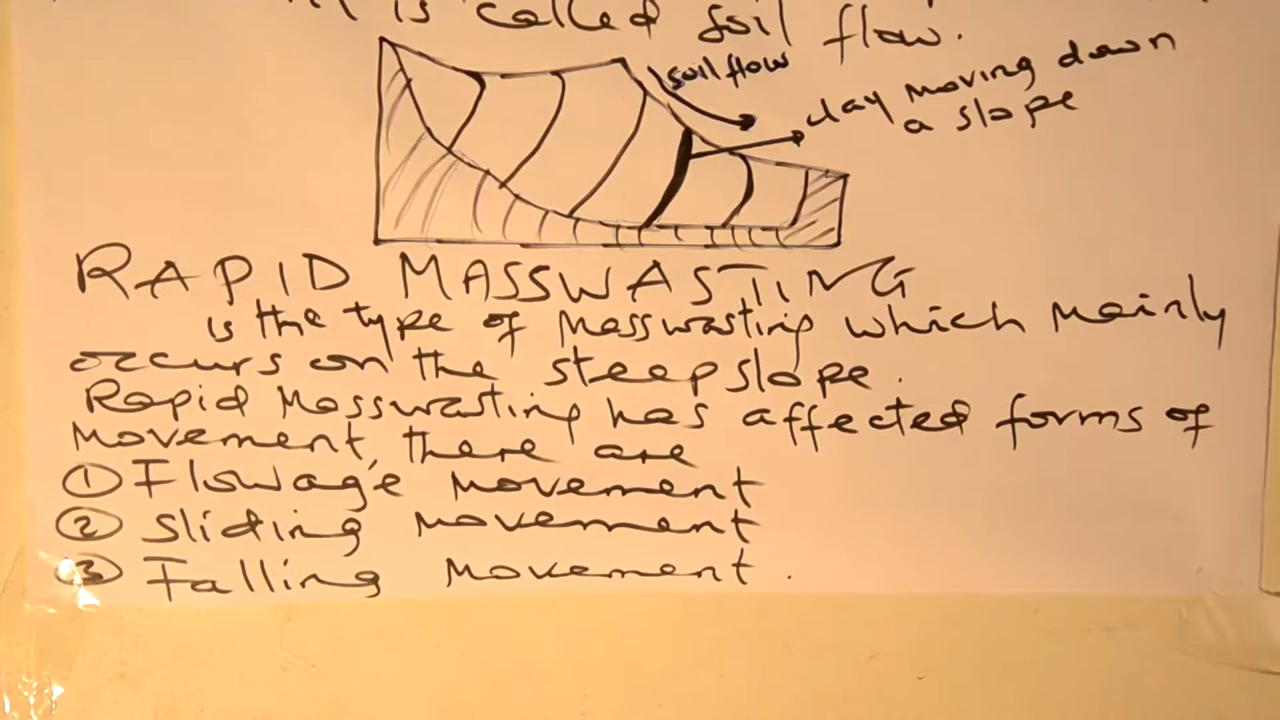 is called soil flow.
soil flow
clay moving down
a slope
RAPID MASSWASTING
is the type of Masswasting which mainly
occurs on the steep slope.
Rapid Masswasting has affected forms of
Movement, there are
① Flowage Movement
② Sliding Movement
③ Falling Movement.